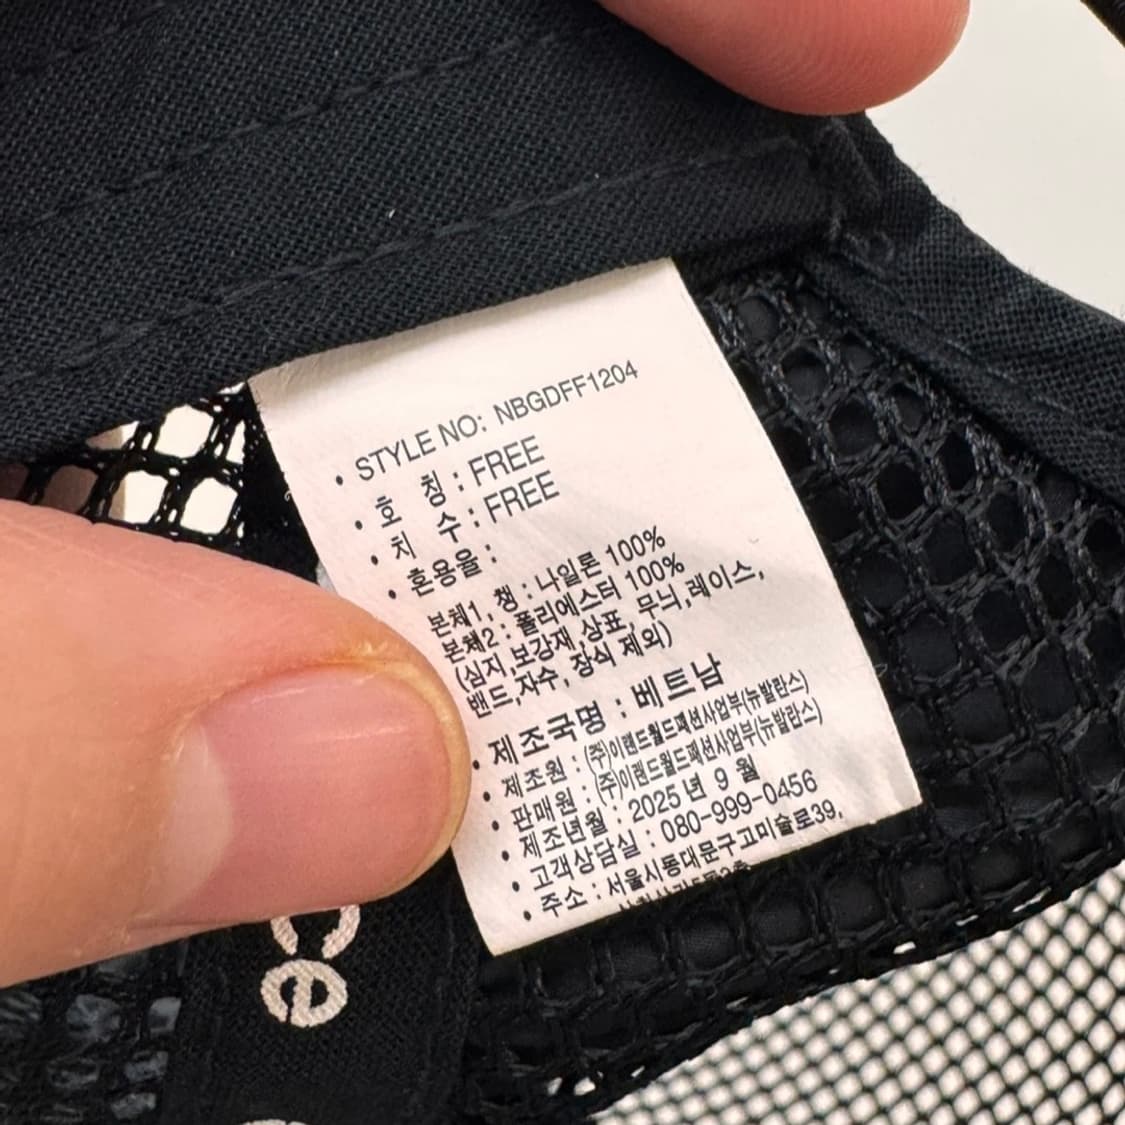 • STYLE NO: NBGDFF1204
• 호 칭 : FREE
• 치 수 : FREE
• 혼용율 :
본체1, 챙 : 나일론 100%
본체2 : 폴리에스터 100%
(심지,보강재,상표, 무늬,레이스,
밴드,자수, 장식 제외)
• 제조국명 : 베트남
• 제조원 : (주)이랜드월드패션사업부(뉴발란스)
• 판매원 : (주)이랜드월드패션사업부(뉴발란스)
• 제조년월 : 2025 년 9 월
• 고객상담실 : 080-999-0456
• 주소 : 서울시동대문구고미술로39,
ce